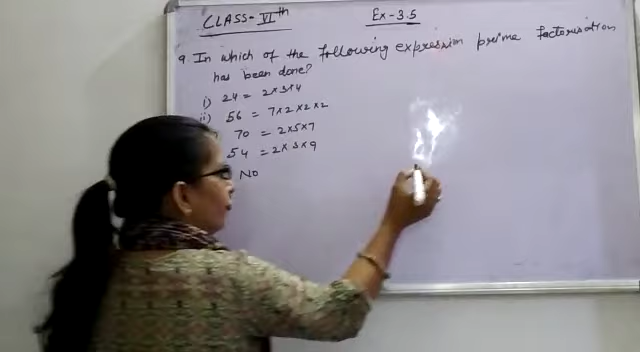 CLASS- VIth
Ex-3.5
9 In which of the following expression prime factorisation
has been done?
i) 24 = 2×3×4
ii) 56 = 7×2×2×2
70 = 2×5×7
54 = 2×3×9
NO